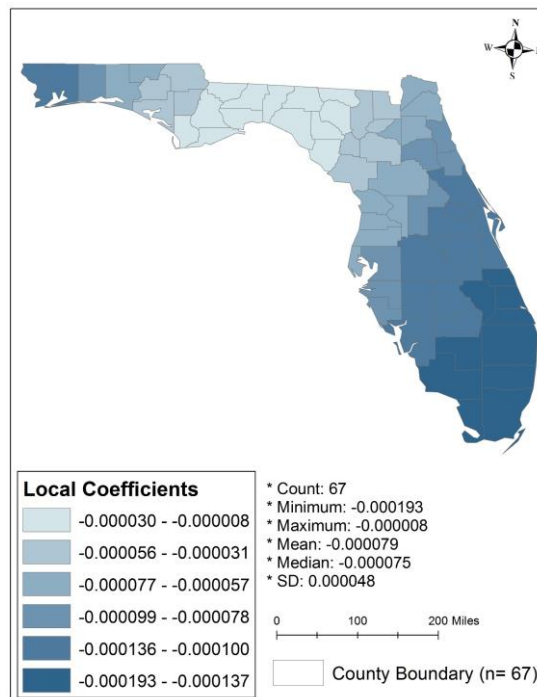 N
W
S
Local Coefficients
-0.000030 - -0.000008
-0.000056 - -0.000031
-0.000077 - -0.000057
-0.000099 - -0.000078
-0.000136 - -0.000100
-0.000193 - -0.000137
* Count: 67
* Minimum: -0.000193
* Maximum: -0.000008
* Mean: -0.000079
* Median: -0.000075
* SD: 0.000048
0 100 200 Miles
County Boundary (n= 67)